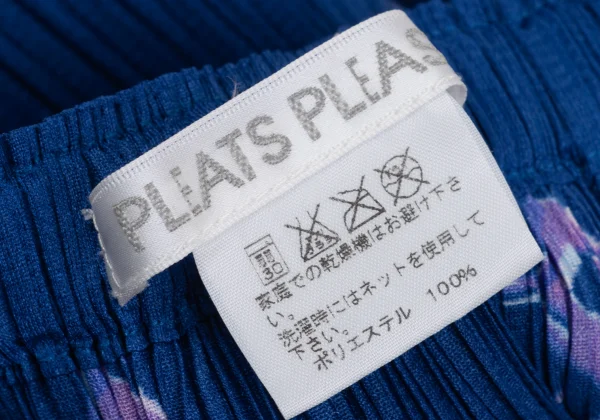 PLEATS PLEAS
家庭での乾燥機はお避け下さ
い。
洗濯時にはネットを使用して
下さい。
ポリエステル 100%